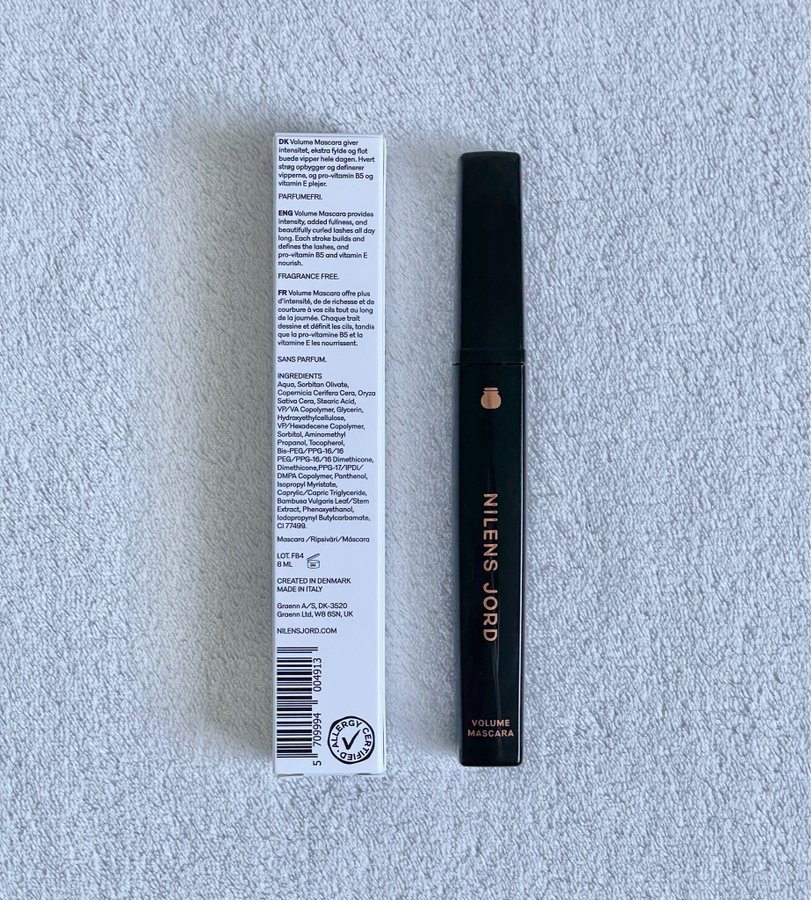 DK Volume Mascara giver
intensitet, ekstra fylde og flot
buede vipper hele dagen. Hvert
strøg opbygger og definerer
vipperne, og pro-vitamin B5 og
vitamin E plejer.
PARFUMEFRI.
ENG Volume Mascara provides
intensity, added fullness, and
beautifully curled lashes all day
long. Each stroke builds and
defines the lashes, and
pro-vitamin B5 and vitamin E
nourish.
FRAGRANCE FREE.
FR Volume Mascara offre plus
d'intensité, de de richesse et de
courbure à vos cils tout au long
de la journée. Chaque trait
dessine et définit les cils, tandis
que la pro-vitamine B5 et la
vitamine E les nourrissent.
SANS PARFUM.
INGREDIENTS
Aqua, Sorbitan Olivate,
Copernicia Cerifera Cera, Oryza
Sativa Cera, Stearic Acid,
VP/VA Copolymer, Glycerin,
Hydroxyethylcellulose,
VP/Hexadecene Copolymer,
Sorbitol, Aminomethyl
Propanol, Tocopherol,
Bis-PEG/PPG-16/16
PEG/PPG-16/16 Dimethicone,
Dimethicone,PPG-17/IPDI/
DMPA Copolymer, Panthenol,
Isopropyl Myristate,
Caprylic/Capric Triglyceride,
Bambusa Vulgaris Leaf/Stem
Extract, Phenoxyethanol,
Iodopropynyl Butylcarbamate,
CI 77499.
Mascara /Ripsiväri/Máscara
LOT. FB4
8 ML
CREATED IN DENMARK
MADE IN ITALY
Graenn A/S, DK-3520
Graenn Ltd, W8 6SN, UK
NILENSJORD.COM
5 709994 004913
ALLERGY CERTIFIED
NILENS JORD
VOLUME
MASCARA